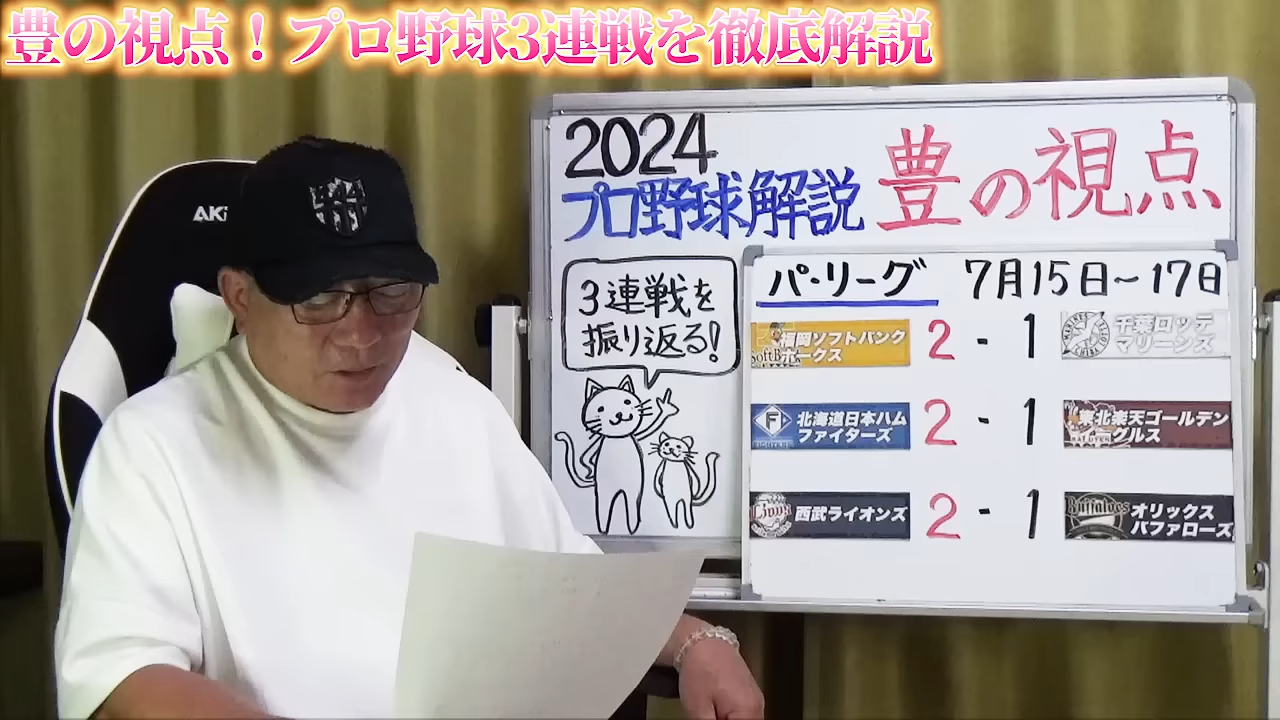 豊の視点！プロ野球3連戦を徹底解説
2024
プロ野球解説 豊の視点
3連戦を
振り返る!
パ・リーグ 7月15日~17日
福岡ソフトバンク
ホークス
2 - 1
千葉ロッテ
マリーンズ
北海道日本ハム
ファイターズ
FIGHTERS
2 - 1
東北楽天ゴールデン
グルス
Lions
西武ライオンズ
2 - 1
Buffaloes
オリックス
バファローズ